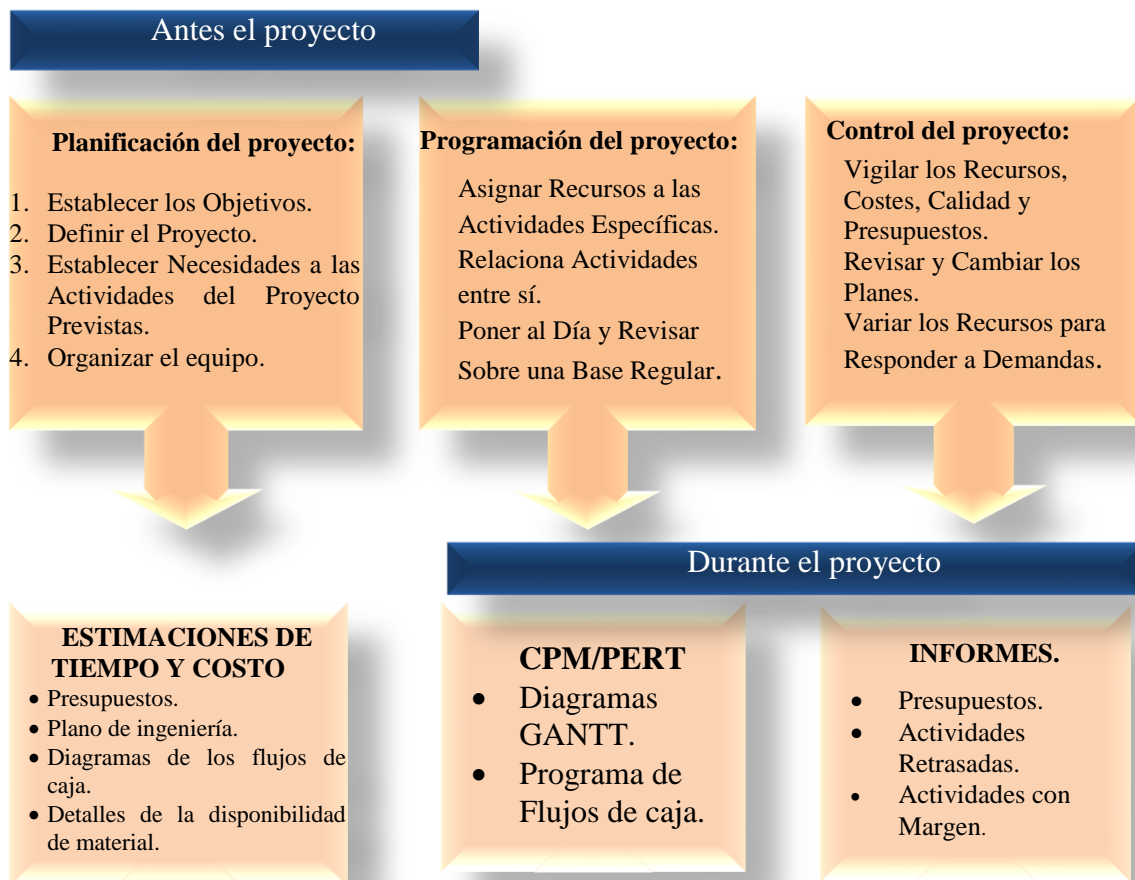 Antes el proyecto
Planificación del proyecto:
1. Establecer los Objetivos.
2. Definir el Proyecto.
3. Establecer Necesidades a las
Actividades del Proyecto
Previstas.
4. Organizar el equipo.
Programación del proyecto:
Asignar Recursos a las
Actividades Específicas.
Relaciona Actividades
entre sí.
Poner al Día y Revisar
Sobre una Base Regular.
Control del proyecto:
Vigilar los Recursos,
Costes, Calidad y
Presupuestos.
Revisar y Cambiar los
Planes.
Variar los Recursos para
Responder a Demandas.
Durante el proyecto
ESTIMACIONES DE
TIEMPO Y COSTO
• Presupuestos.
• Plano de ingeniería.
• Diagramas de los flujos de
caja.
• Detalles de la disponibilidad
de material.
CPM/PERT
• Diagramas
GANTT.
• Programa de
Flujos de caja.
INFORMES.
• Presupuestos.
• Actividades
Retrasadas.
• Actividades con
Margen.